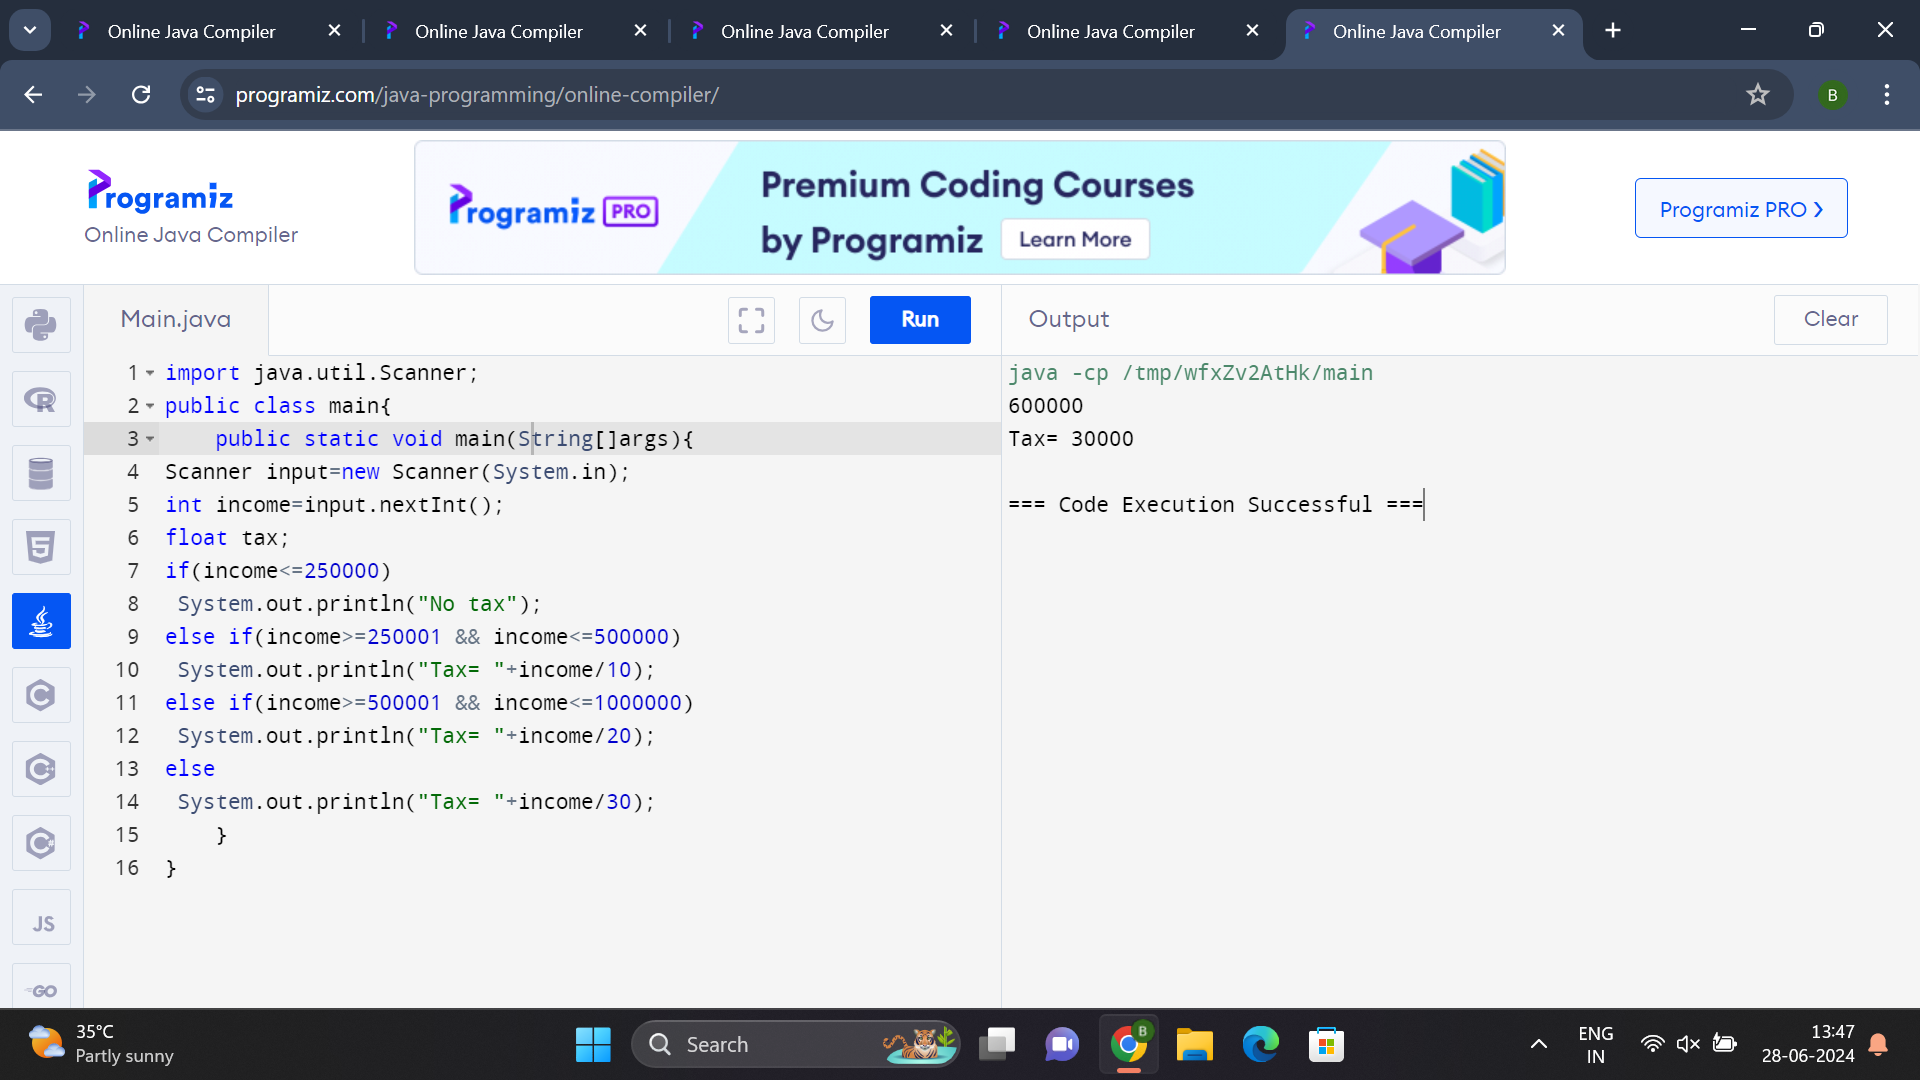 Online Java Compiler
Online Java Compiler
Online Java Compiler
Online Java Compiler
Online Java Compiler
programiz.com/java-programming/online-compiler/
B
Programiz
Online Java Compiler
Programiz PRO
Premium Coding Courses
by Programiz
Learn More
Programiz PRO ❯
Main.java
Run
Output
Clear
1 import java.util.Scanner;
2 public class main{
3 public static void main(String[]args){
4 Scanner input=new Scanner(System.in);
5 int income=input.nextInt();
6 float tax;
7 if(income<=250000)
8 System.out.println("No tax");
9 else if(income>=250001 && income<=500000)
10 System.out.println("Tax= "+income/10);
11 else if(income>=500001 && income<=1000000)
12 System.out.println("Tax= "+income/20);
13 else
14 System.out.println("Tax= "+income/30);
15 }
16 }
java -cp /tmp/wfxZv2AtHk/main
600000
Tax= 30000
=== Code Execution Successful ===
R
5
C
C++
C#
JS
GO
35°C
Partly sunny
Search
B
ENG
IN
13:47
28-06-2024